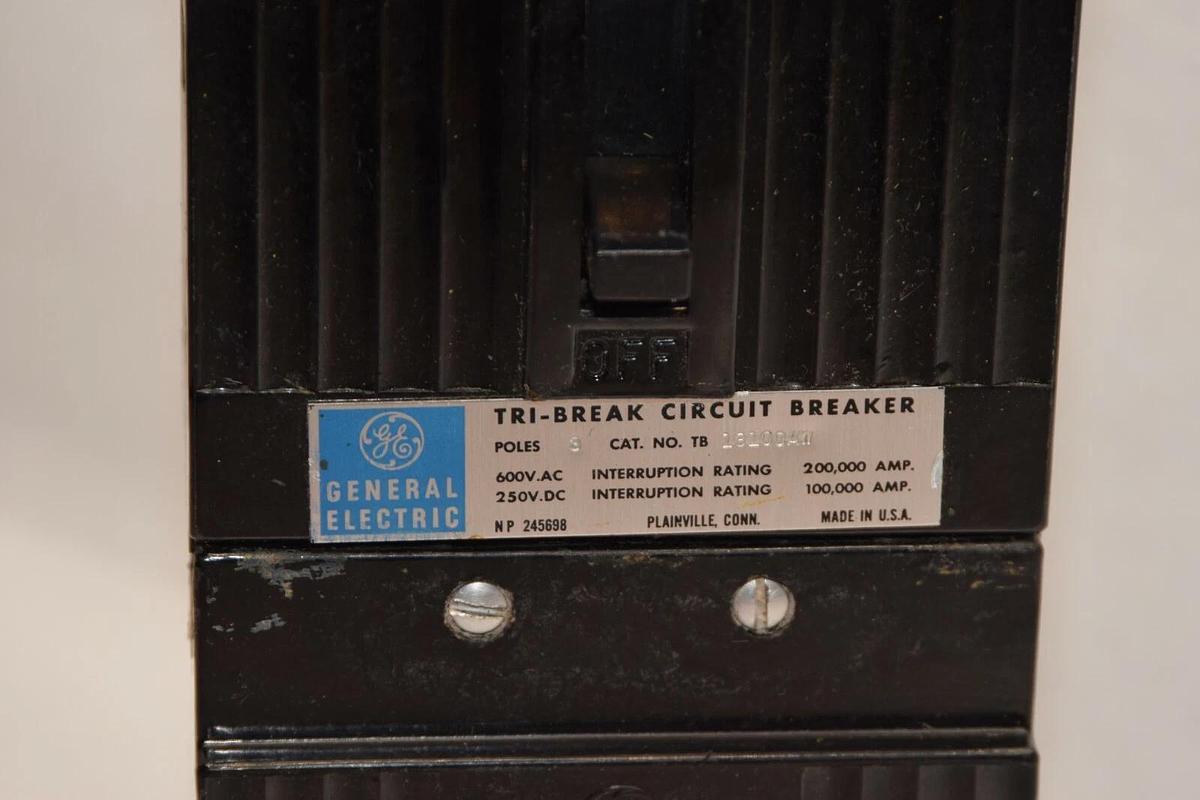 OFF
TRI-BREAK CIRCUIT BREAKER
GE
GENERAL
ELECTRIC
POLES 3 CAT. NO. TB
600V.AC INTERRUPTION RATING 200,000 AMP.
250V.DC INTERRUPTION RATING 100,000 AMP.
NP 245698 PLAINVILLE, CONN. MADE IN U.S.A.